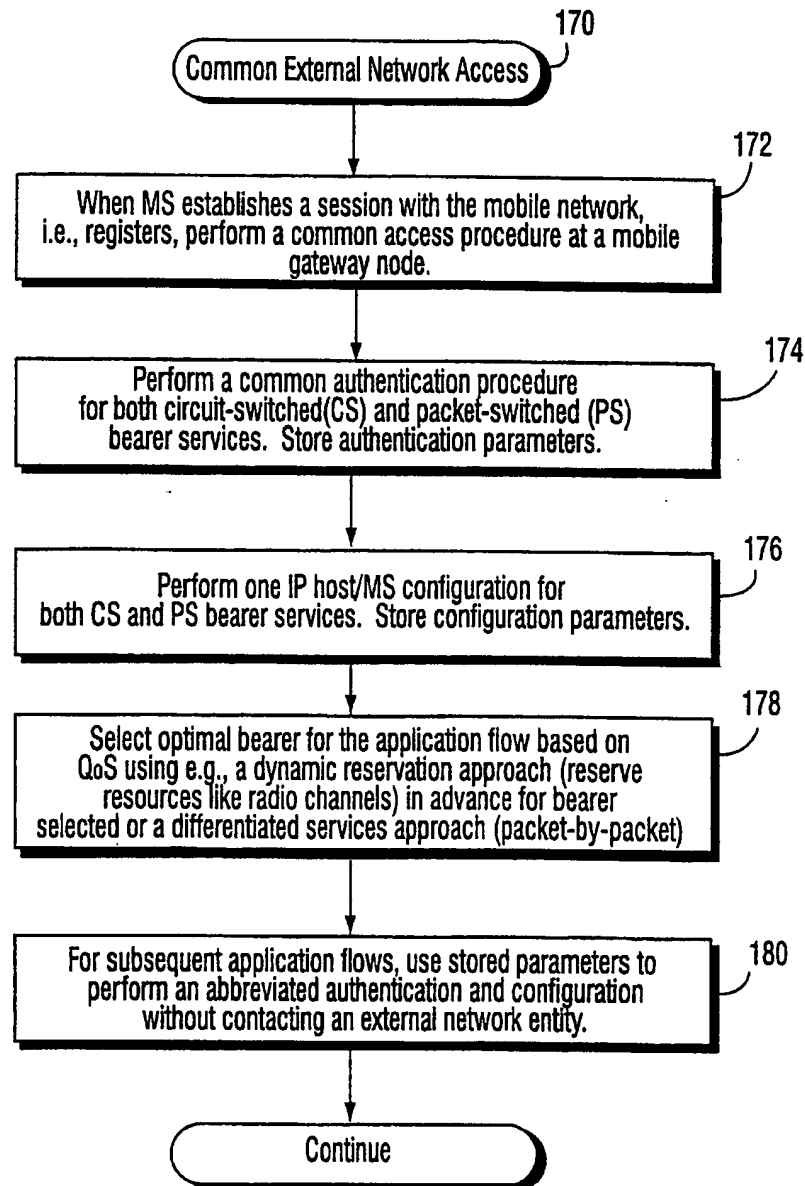 170
Common External Network Access
172
When MS establishes a session with the mobile network,
i.e., registers, perform a common access procedure at a mobile
gateway node.
174
Perform a common authentication procedure
for both circuit-switched(CS) and packet-switched (PS)
bearer services. Store authentication parameters.
176
Perform one IP host/MS configuration for
both CS and PS bearer services. Store configuration parameters.
178
Select optimal bearer for the application flow based on
QoS using e.g., a dynamic reservation approach (reserve
resources like radio channels) in advance for bearer
selected or a differentiated services approach (packet-by-packet)
180
For subsequent application flows, use stored parameters to
perform an abbreviated authentication and configuration
without contacting an external network entity.
Continue